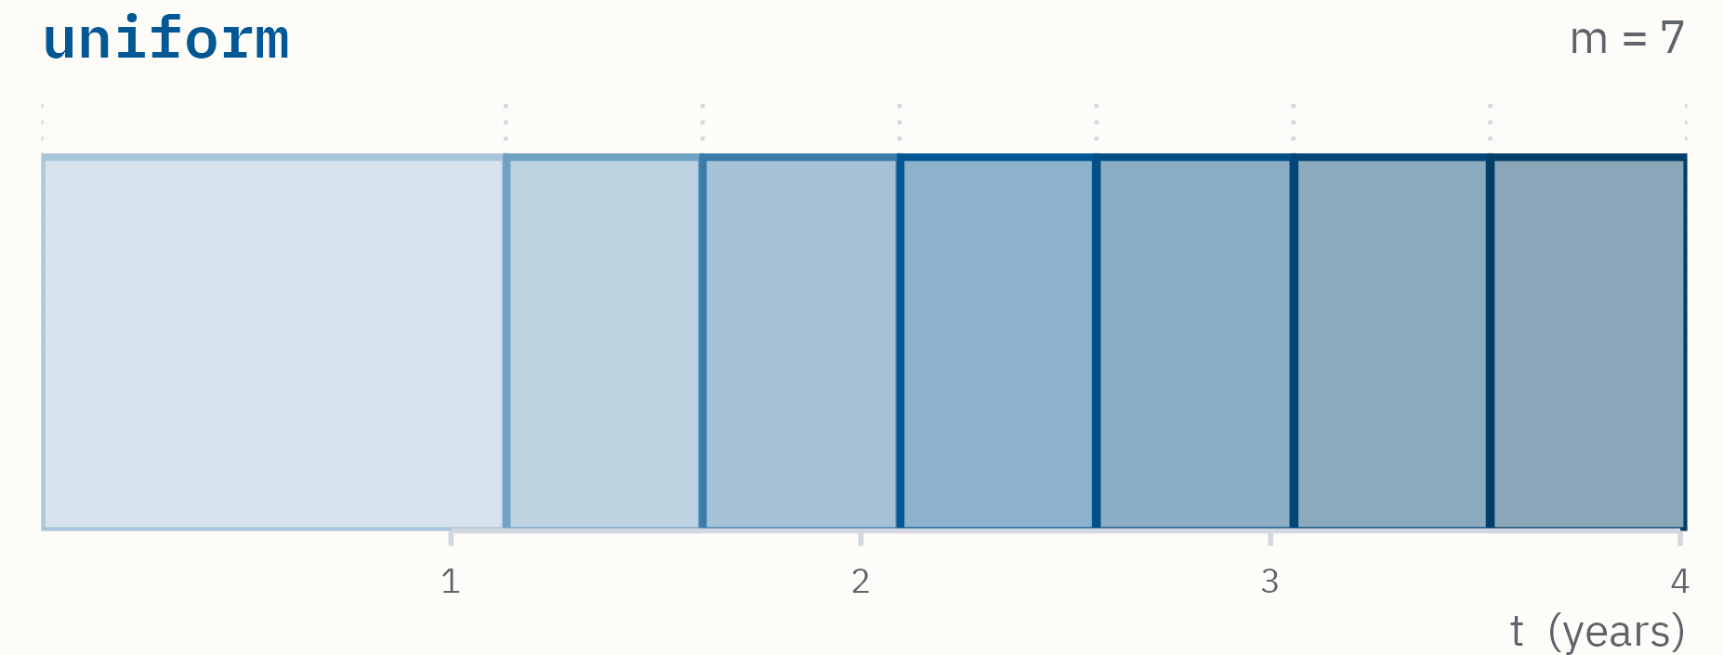 uniform
m = 7
1 2 3 4
t (years)